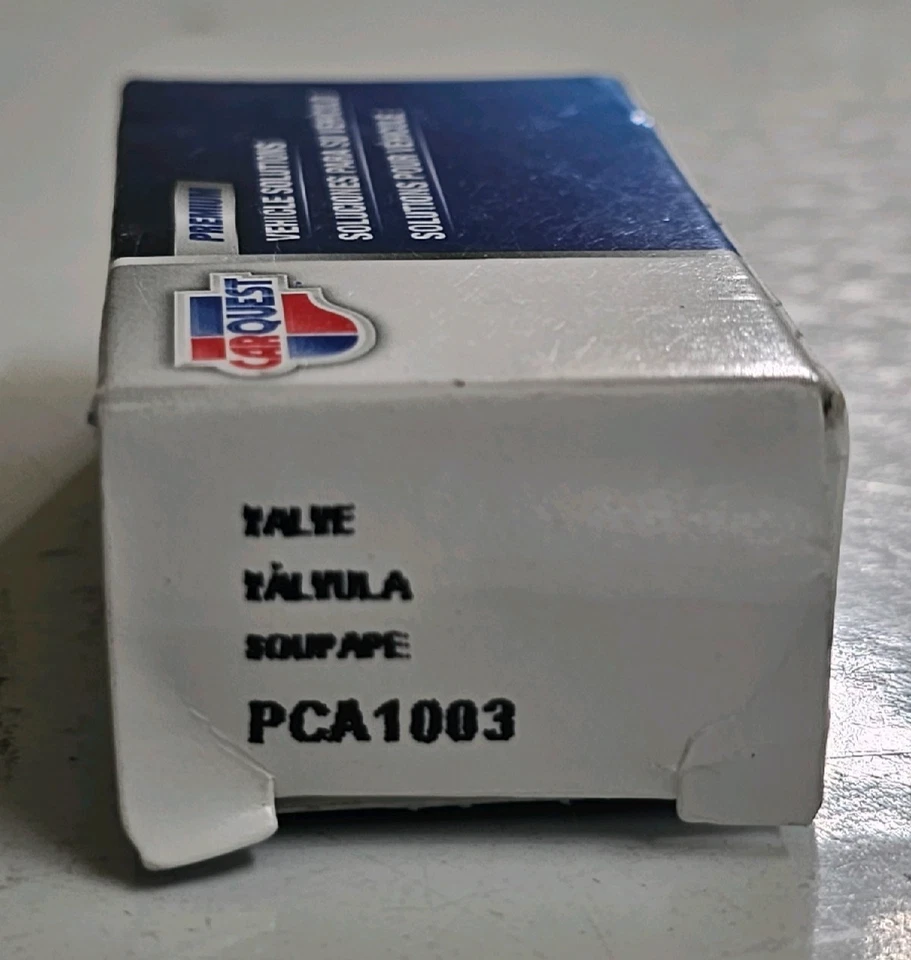 PREMIUM
VEHICLE SOLUTIONS
SOLUCIONES PARA SU VEHÍCULO
SOLUTIONS POUR VÉHICULE
CARQUEST
VALVE
VÁLVULA
SOUPAPE
PCA1003